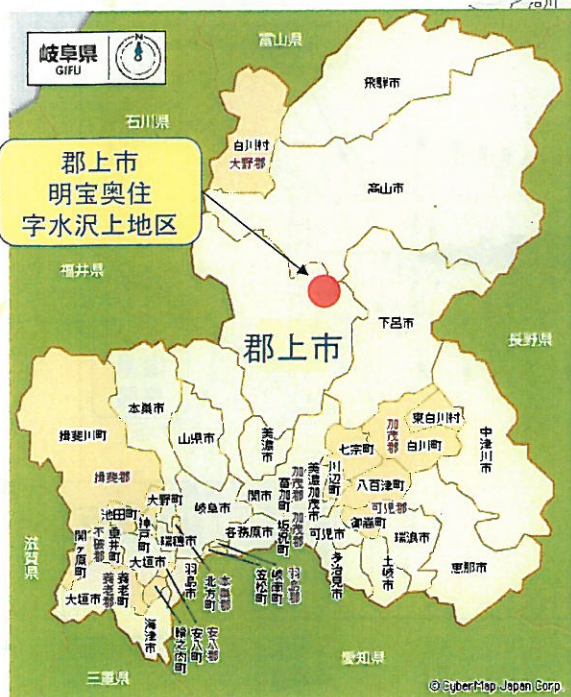 岐阜県
GIFU
富山県
飛騨市
石川県
白川村
大野郡
高山市
郡上市
明宝奥住
字水沢上地区
福井県
下呂市
長野県
郡上市
本巣市
山県市
美濃市
揖斐川町
揖斐郡
七宗町
加茂郡
東白川村
白川町
中津川市
川辺町
八百津町
美濃加茂市
加茂郡
富加町
加茂郡
坂祝町
可児郡
御嵩町
大野町
岐阜市
関市
池田町
神戸町
瑞穂市
各務原市
可児市
瑞浪市
関ヶ原町
不破郡
垂井町
大垣市
羽島市
多治見市
土岐市
恵那市
滋賀県
大垣市
養老郡
養老町
本巣郡
北方町
笠松町
羽島郡
岐南町
海津市
輪之内町
安八郡
安八町
三重県
愛知県
© CyberMap Japan Corp.